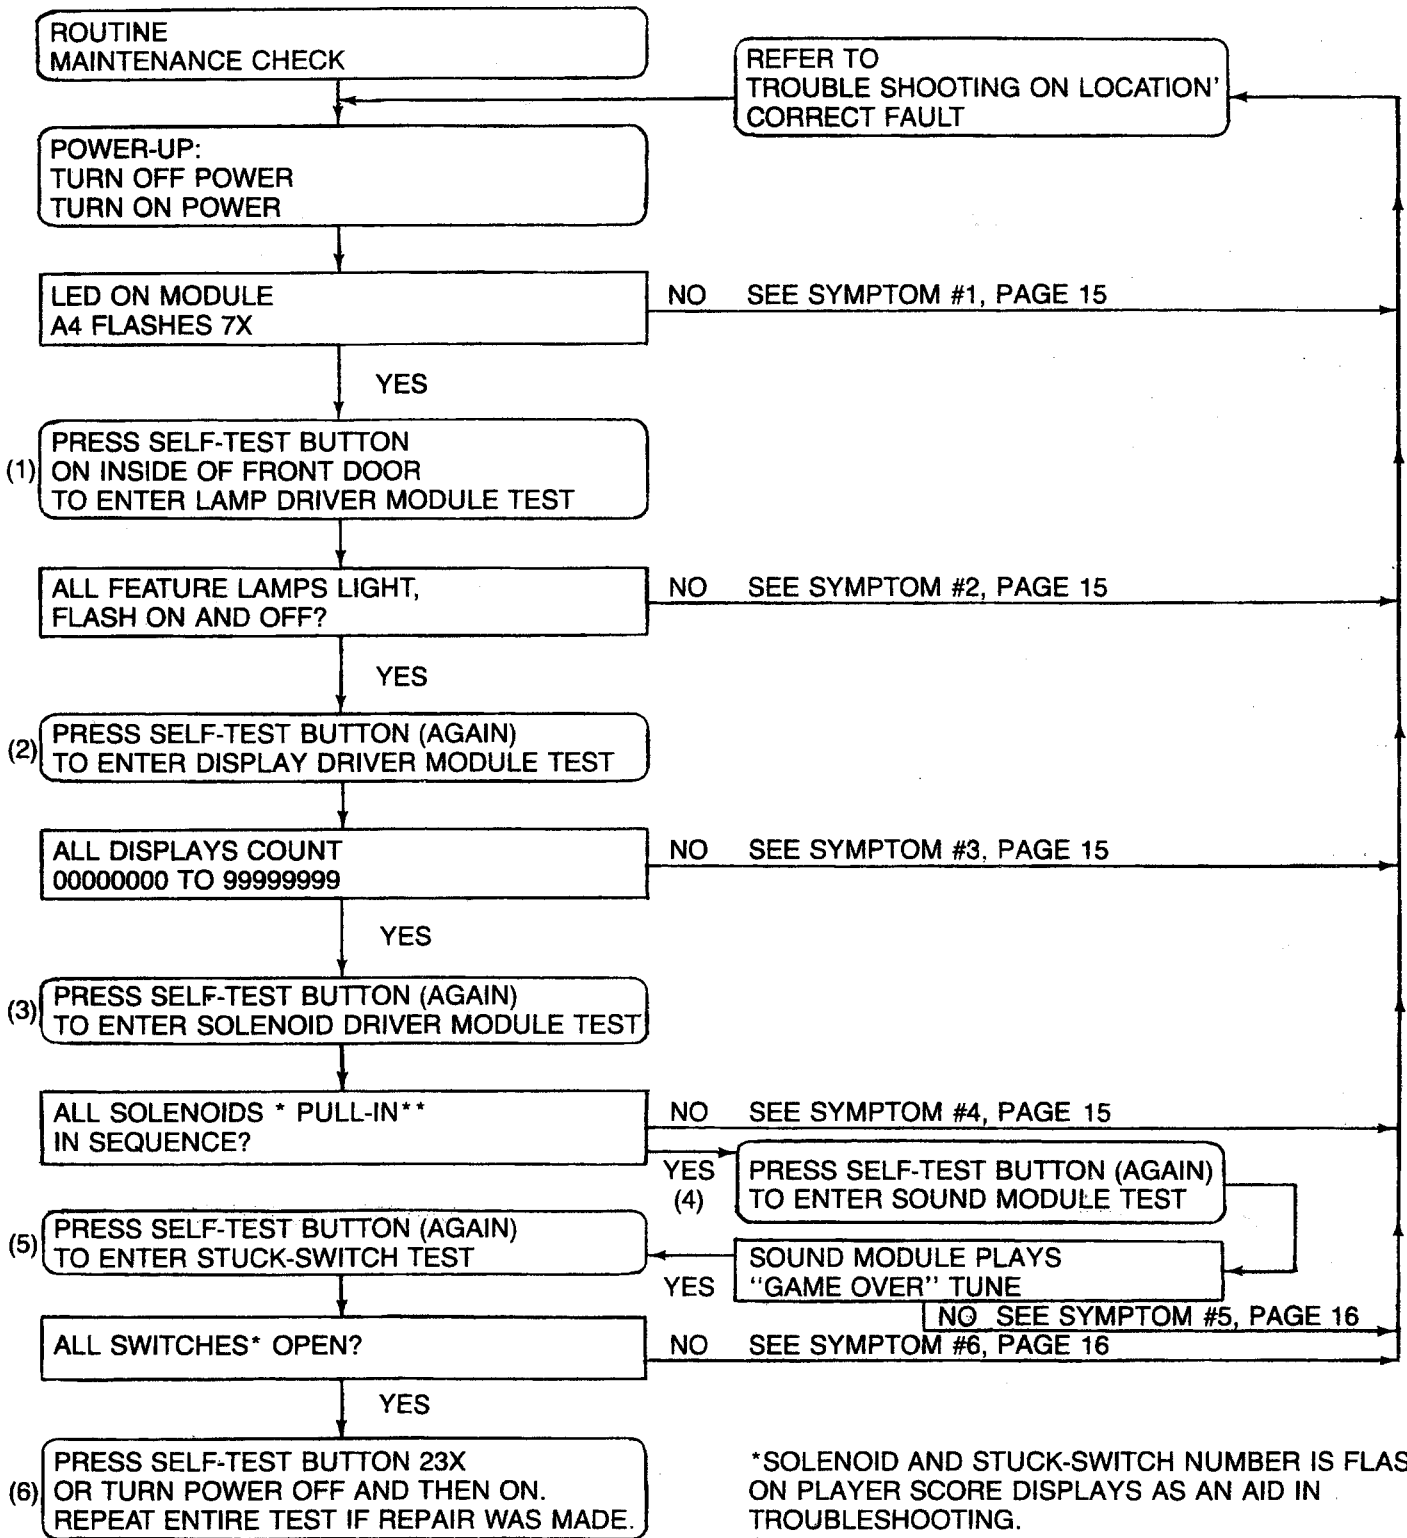 ROUTINE
MAINTENANCE CHECK
REFER TO
TROUBLE SHOOTING ON LOCATION'
CORRECT FAULT
POWER-UP:
TURN OFF POWER
TURN ON POWER
LED ON MODULE
A4 FLASHES 7X
NO SEE SYMPTOM #1, PAGE 15
YES
(1) PRESS SELF-TEST BUTTON
ON INSIDE OF FRONT DOOR
TO ENTER LAMP DRIVER MODULE TEST
ALL FEATURE LAMPS LIGHT,
FLASH ON AND OFF?
NO SEE SYMPTOM #2, PAGE 15
YES
(2) PRESS SELF-TEST BUTTON (AGAIN)
TO ENTER DISPLAY DRIVER MODULE TEST
ALL DISPLAYS COUNT
00000000 TO 99999999
NO SEE SYMPTOM #3, PAGE 15
YES
(3) PRESS SELF-TEST BUTTON (AGAIN)
TO ENTER SOLENOID DRIVER MODULE TEST
ALL SOLENOIDS * PULL-IN**
IN SEQUENCE?
NO SEE SYMPTOM #4, PAGE 15
YES
(4)
PRESS SELF-TEST BUTTON (AGAIN)
TO ENTER SOUND MODULE TEST
SOUND MODULE PLAYS
"GAME OVER" TUNE
NO SEE SYMPTOM #5, PAGE 16
YES
(5) PRESS SELF-TEST BUTTON (AGAIN)
TO ENTER STUCK-SWITCH TEST
ALL SWITCHES* OPEN?
NO SEE SYMPTOM #6, PAGE 16
YES
(6) PRESS SELF-TEST BUTTON 23X
OR TURN POWER OFF AND THEN ON.
REPEAT ENTIRE TEST IF REPAIR WAS MADE.
*SOLENOID AND STUCK-SWITCH NUMBER IS FLAS
ON PLAYER SCORE DISPLAYS AS AN AID IN
TROUBLESHOOTING.